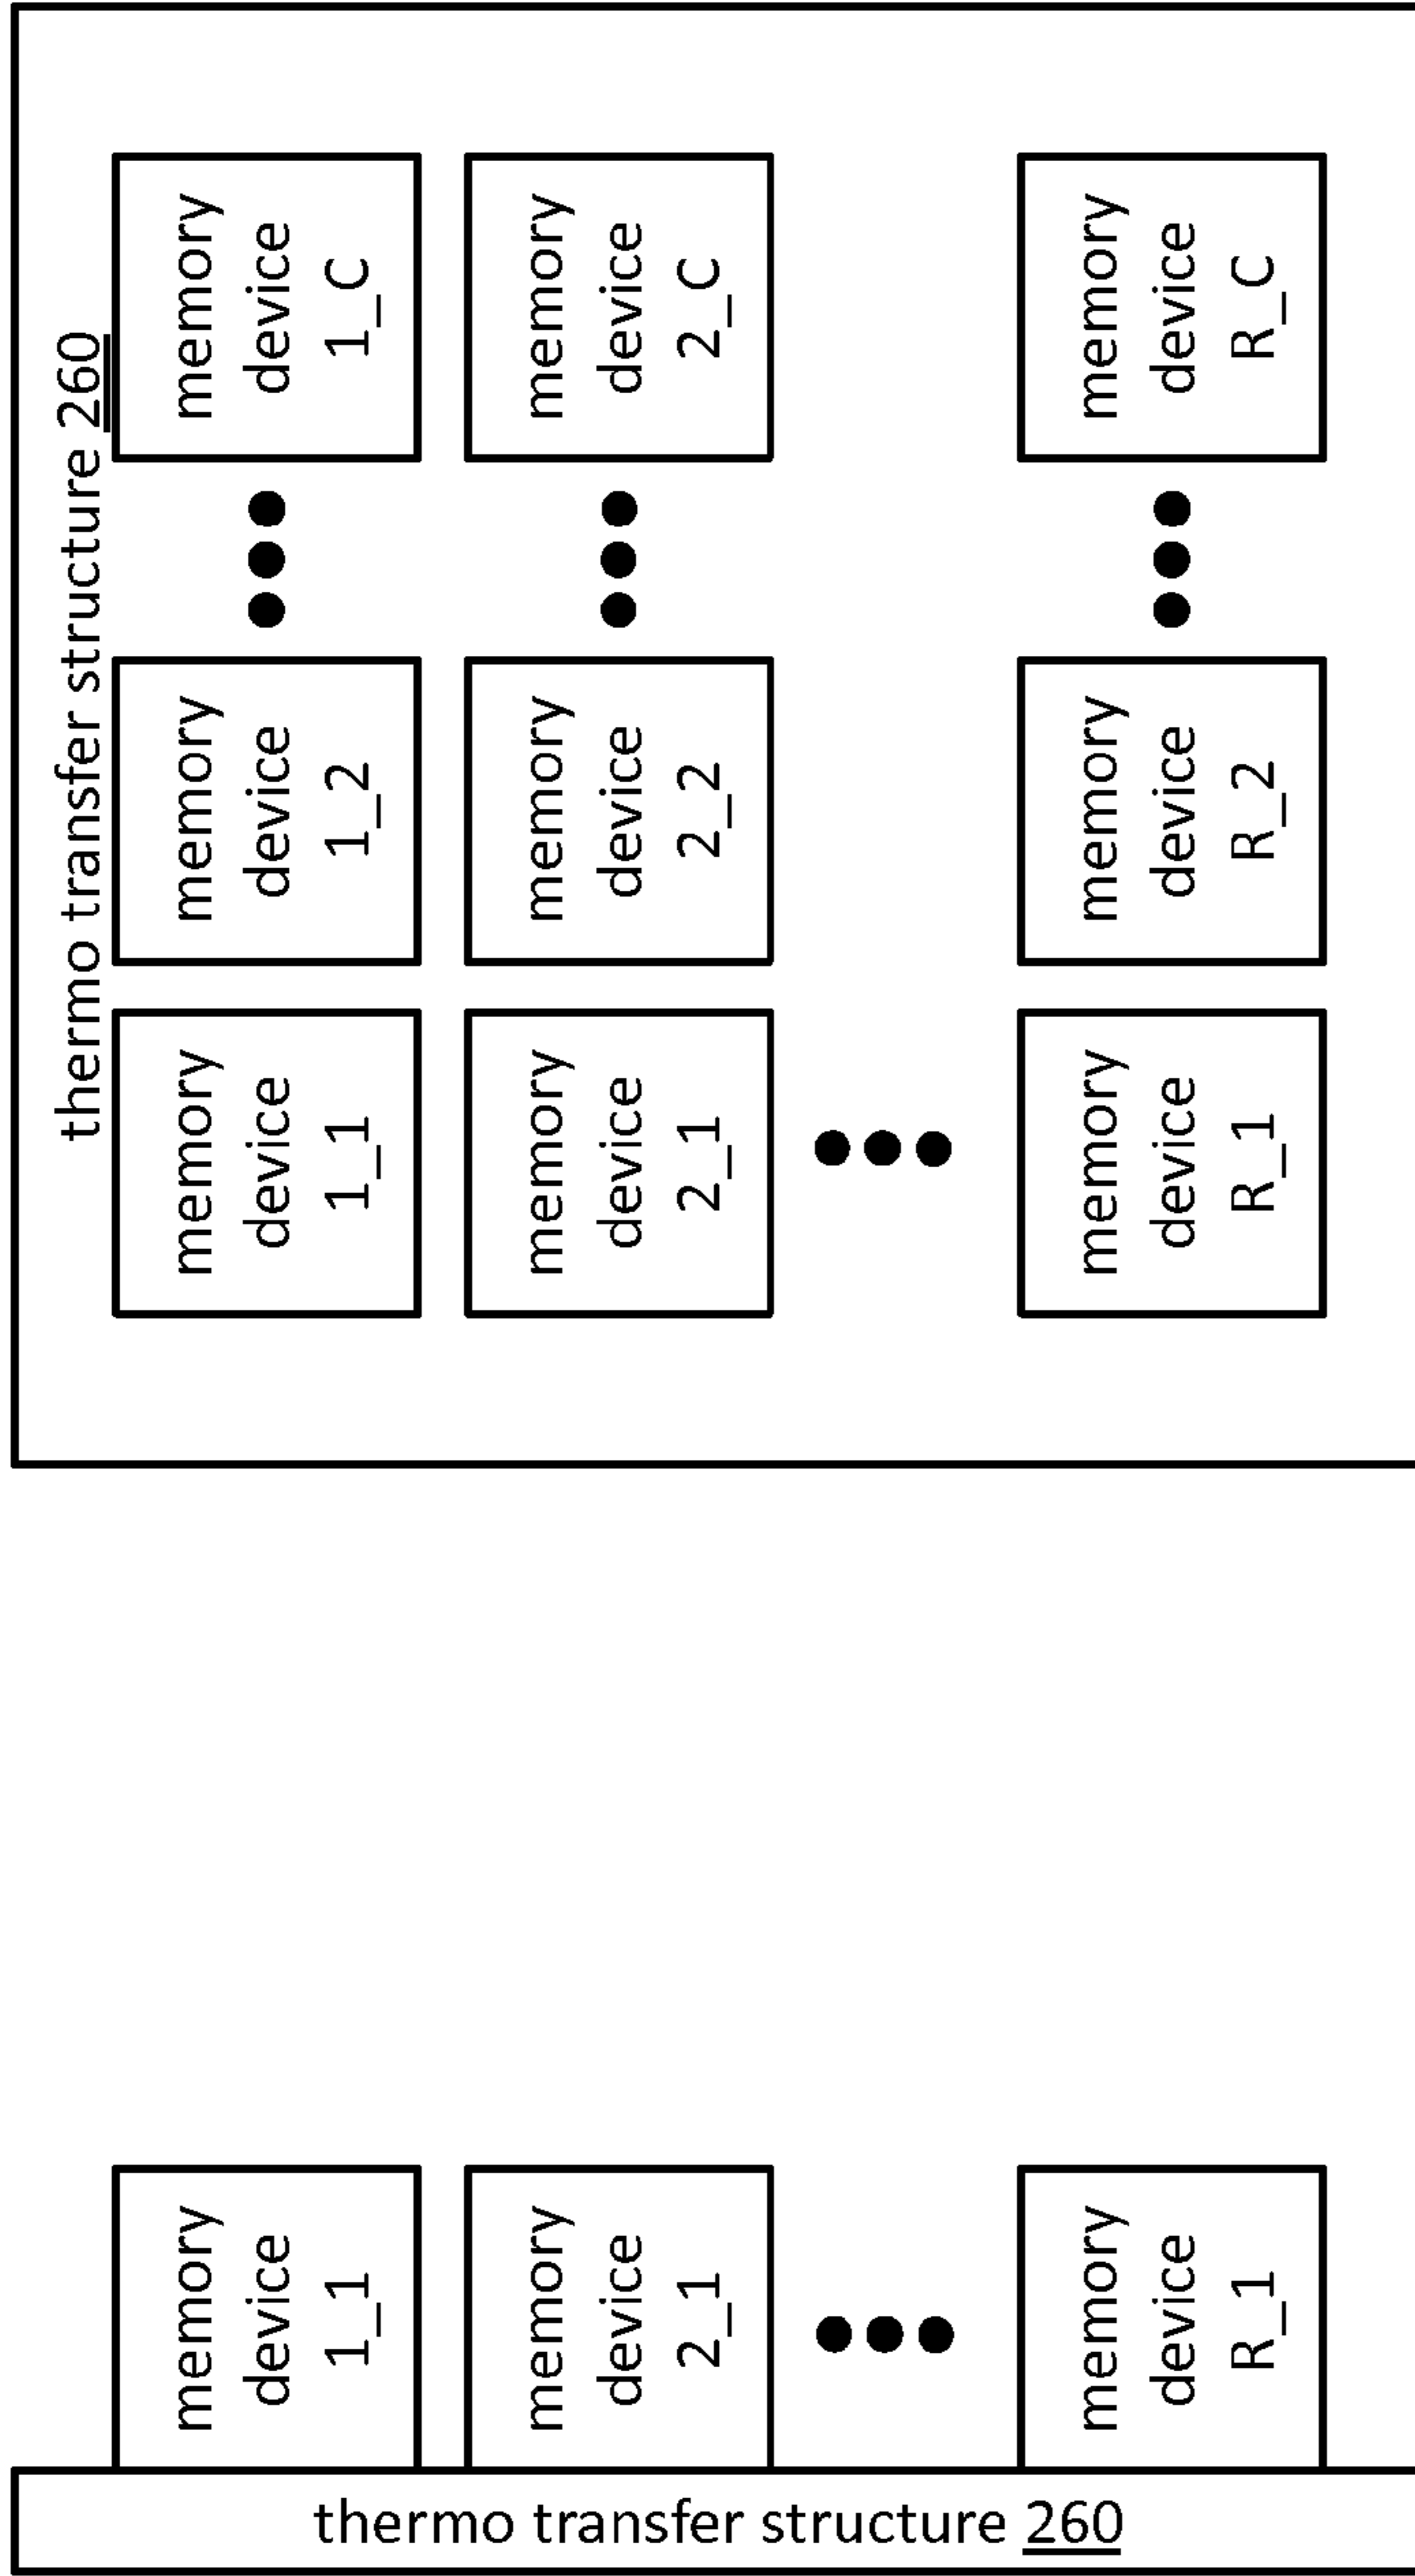 thermo transfer structure 260
memory
device
1_1
memory
device
2_1
memory
device
R_1
thermo transfer structure 260
memory
device
1_1
memory
device
1_2
memory
device
1_C
memory
device
2_1
memory
device
2_2
memory
device
2_C
memory
device
R_1
memory
device
R_2
memory
device
R_C